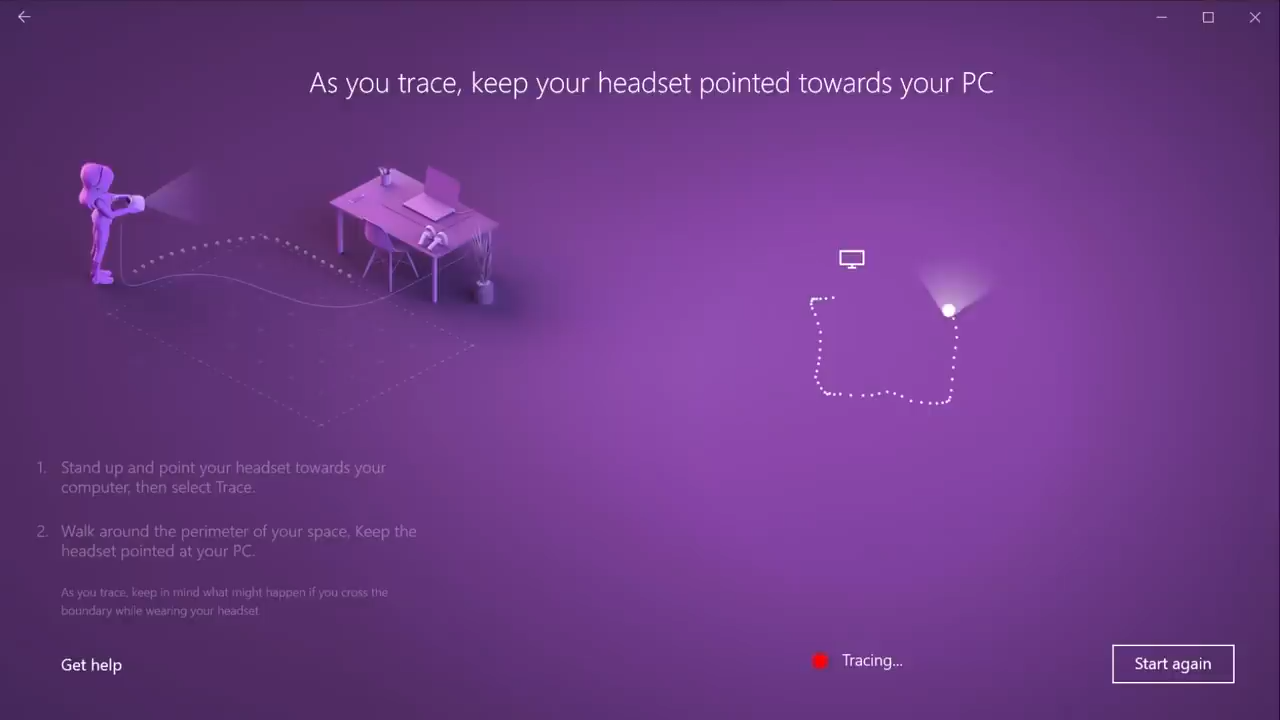 As you trace, keep your headset pointed towards your PC
1. Stand up and point your headset towards your
computer, then select Trace.
2. Walk around the perimeter of your space. Keep the
headset pointed at your PC.
As you trace, keep in mind what might happen if you cross the
boundary while wearing your headset
Get help
Tracing...
Start again